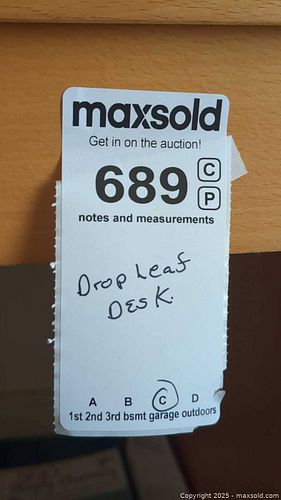 maxsold
Get in on the auction!
689 C
P
notes and measurements
Drop Leaf
DESK.
A B C D
1st 2nd 3rd bsmt garage outdoors
Copyright 2025 - maxsold.com